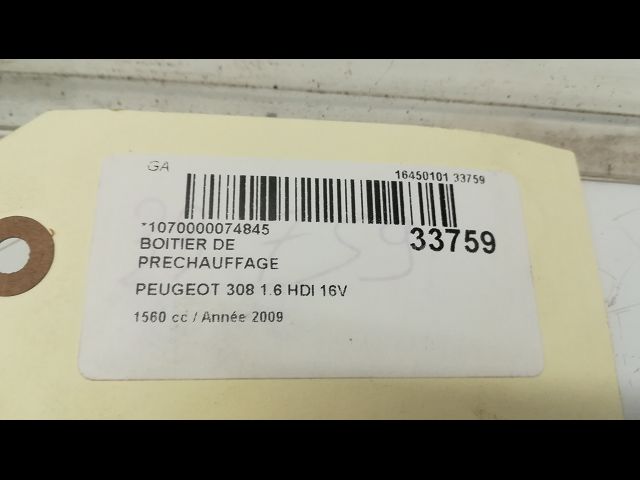 GA 16450101 33759
*1070000074845
BOITIER DE 33759
PRECHAUFFAGE
PEUGEOT 308 1.6 HDI 16V
1560 cc / Année 2009